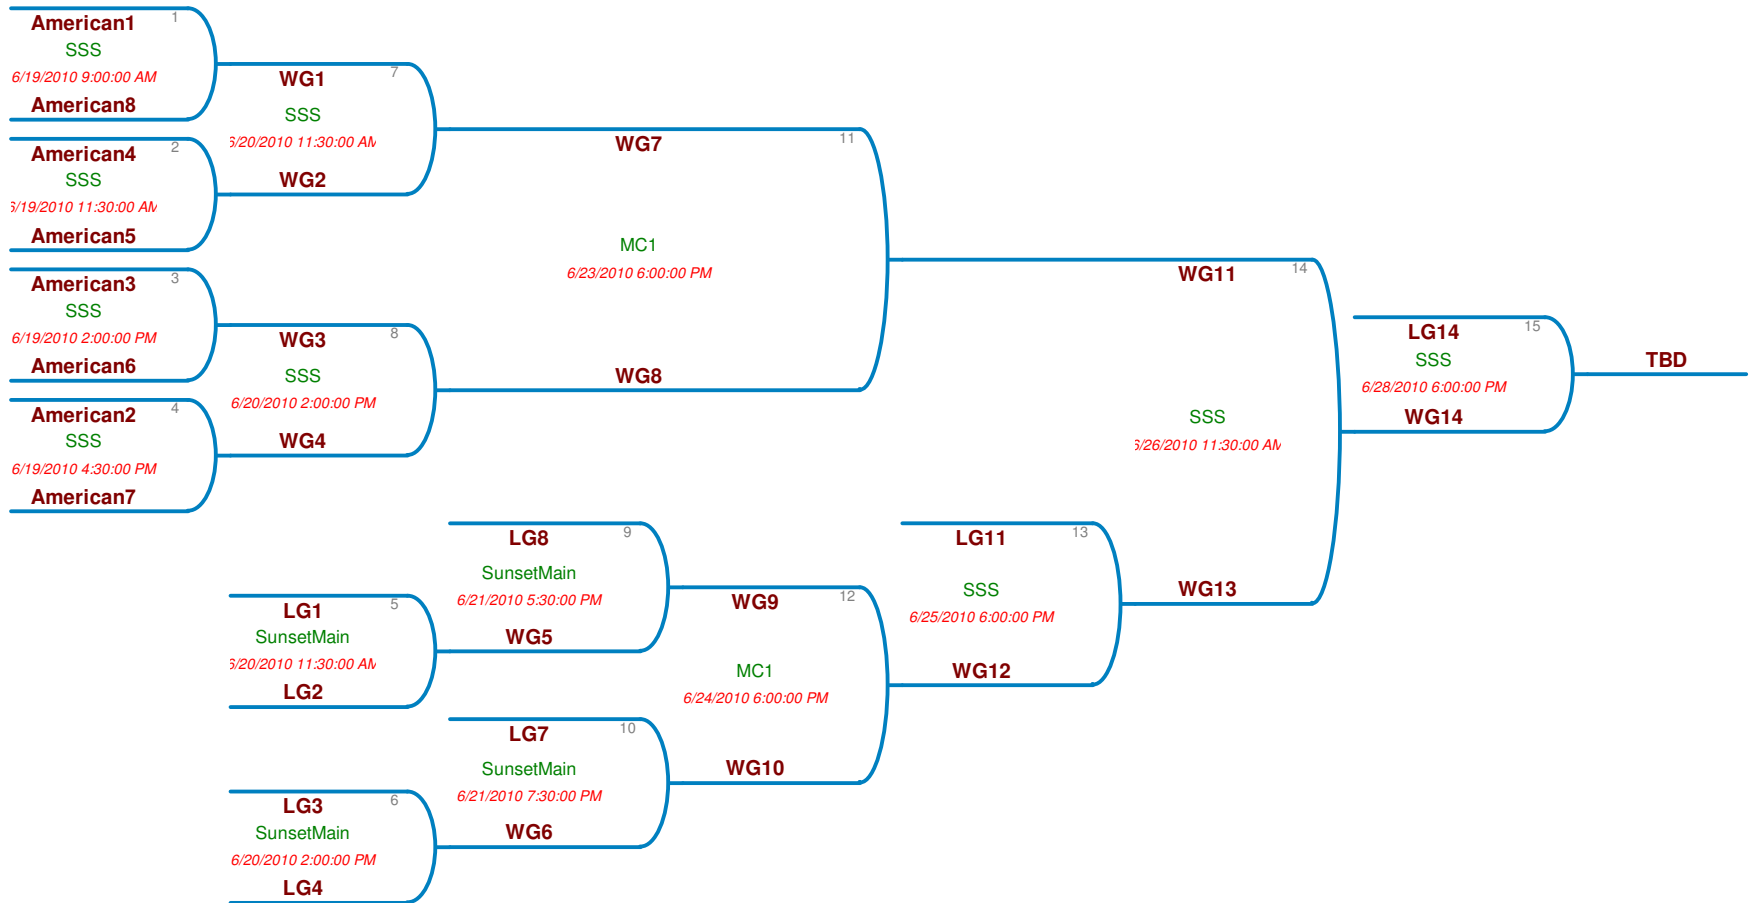 American1 1
SSS
6/19/2010 9:00:00 AM
American8
American4 2
SSS
6/19/2010 11:30:00 AM
American5
American3 3
SSS
6/19/2010 2:00:00 PM
American6
American2 4
SSS
6/19/2010 4:30:00 PM
American7
WG1 7
SSS
6/20/2010 11:30:00 AM
WG2
WG3 8
SSS
6/20/2010 2:00:00 PM
WG4
LG1 5
SunsetMain
6/20/2010 11:30:00 AM
LG2
LG3 6
SunsetMain
6/20/2010 2:00:00 PM
LG4
LG8 9
SunsetMain
6/21/2010 5:30:00 PM
WG5
LG7 10
SunsetMain
6/21/2010 7:30:00 PM
WG6
WG7 11
MC1
6/23/2010 6:00:00 PM
WG8
WG9 12
MC1
6/24/2010 6:00:00 PM
WG10
LG11 13
SSS
6/25/2010 6:00:00 PM
WG12
WG11 14
SSS
6/26/2010 11:30:00 AM
WG13
LG14 15
SSS
6/28/2010 6:00:00 PM
WG14
TBD